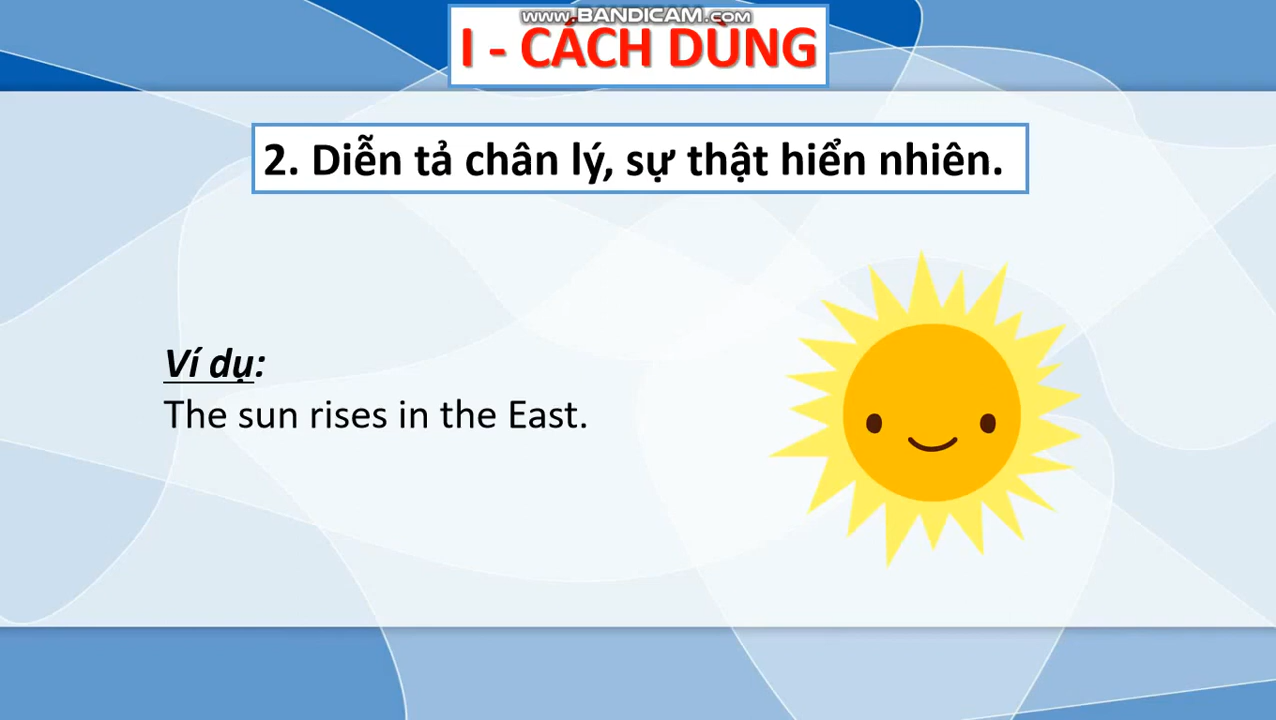 www.BANDICAM.com
I - CÁCH DÙNG
2. Diễn tả chân lý, sự thật hiển nhiên.
Ví dụ:
The sun rises in the East.